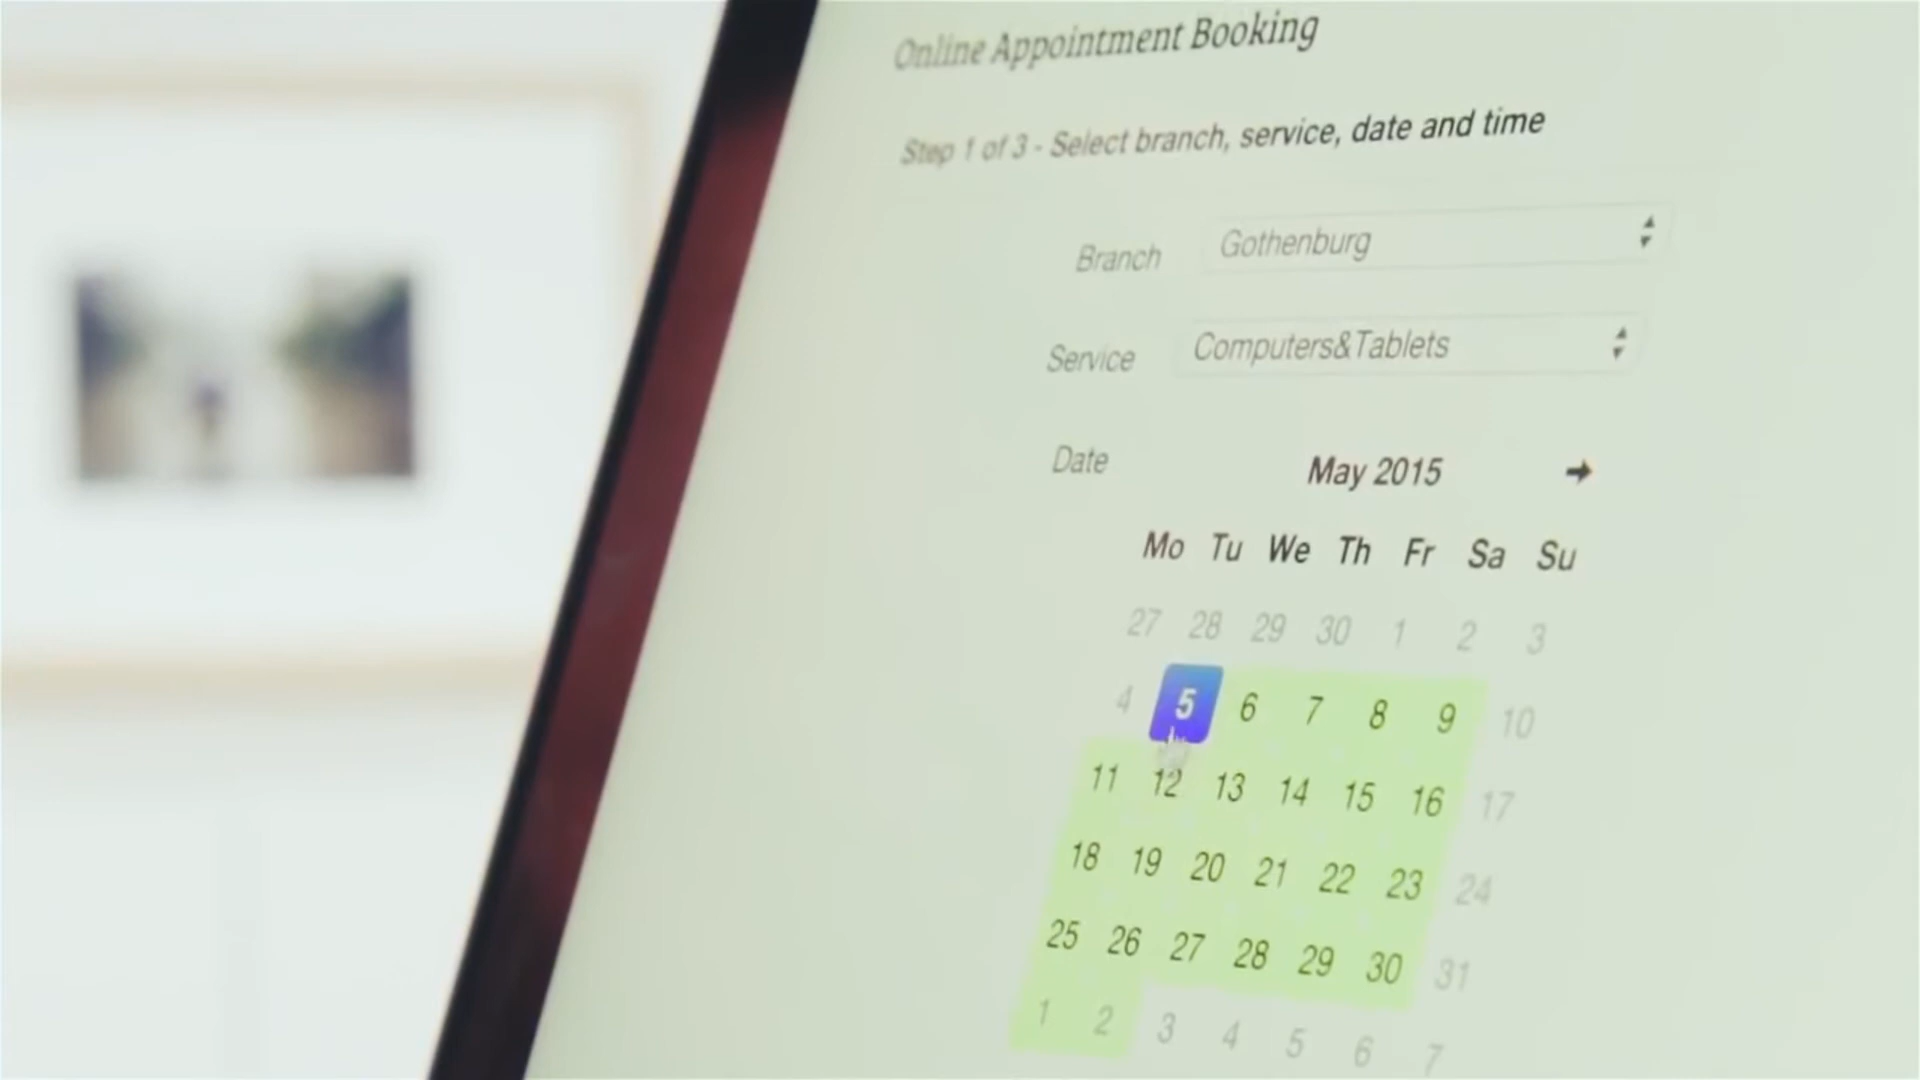 Online Appointment Booking
Step 1 of 3 - Select branch, service, date and time
Branch Gothenburg
Service Computers&Tablets
Date May 2015
Mo Tu We Th Fr Sa Su
27 28 29 30 1 2 3
4 5 6 7 8 9 10
11 12 13 14 15 16 17
18 19 20 21 22 23 24
25 26 27 28 29 30 31
1 2 3 4 5 6 7